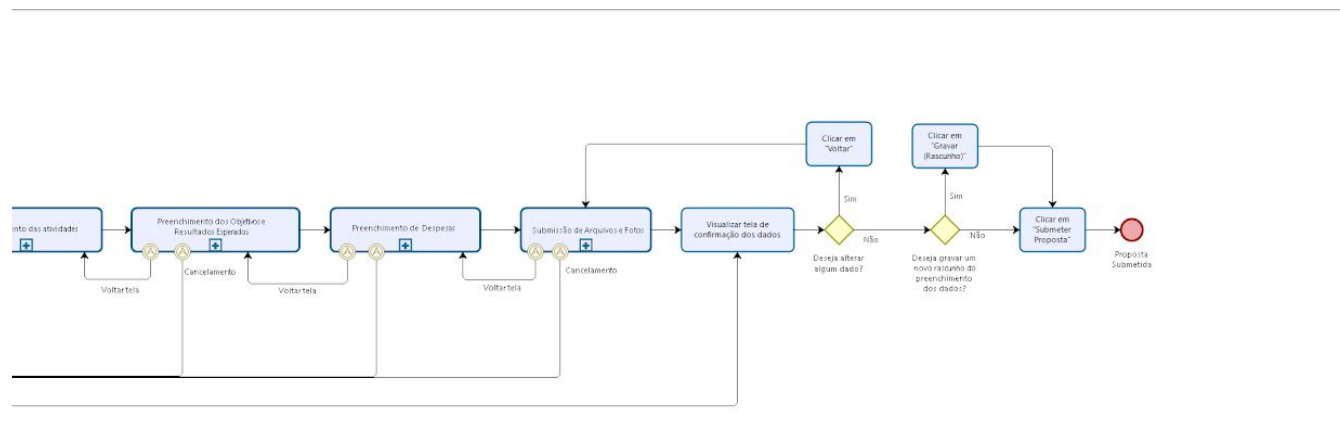 Clicar em
"Voltar"
Clicar em
"Gravar
(Rascunho)"
Sim
Sim
nto das atividades
Preenchimento dos Objetivos e
Resultados Esperados
Preenchimento de Despesas
Submissão de Arquivos e Fotos
Visualizar tela de
confirmação dos dados
Não
Não
Clicar em
"Submeter
Proposta"
Deseja alterar
algum dado?
Deseja gravar um
novo rascunho do
preenchimento
dos dados?
Proposta
Submetida
Cancelamento
Cancelamento
Voltar tela
Voltar tela
Voltar tela